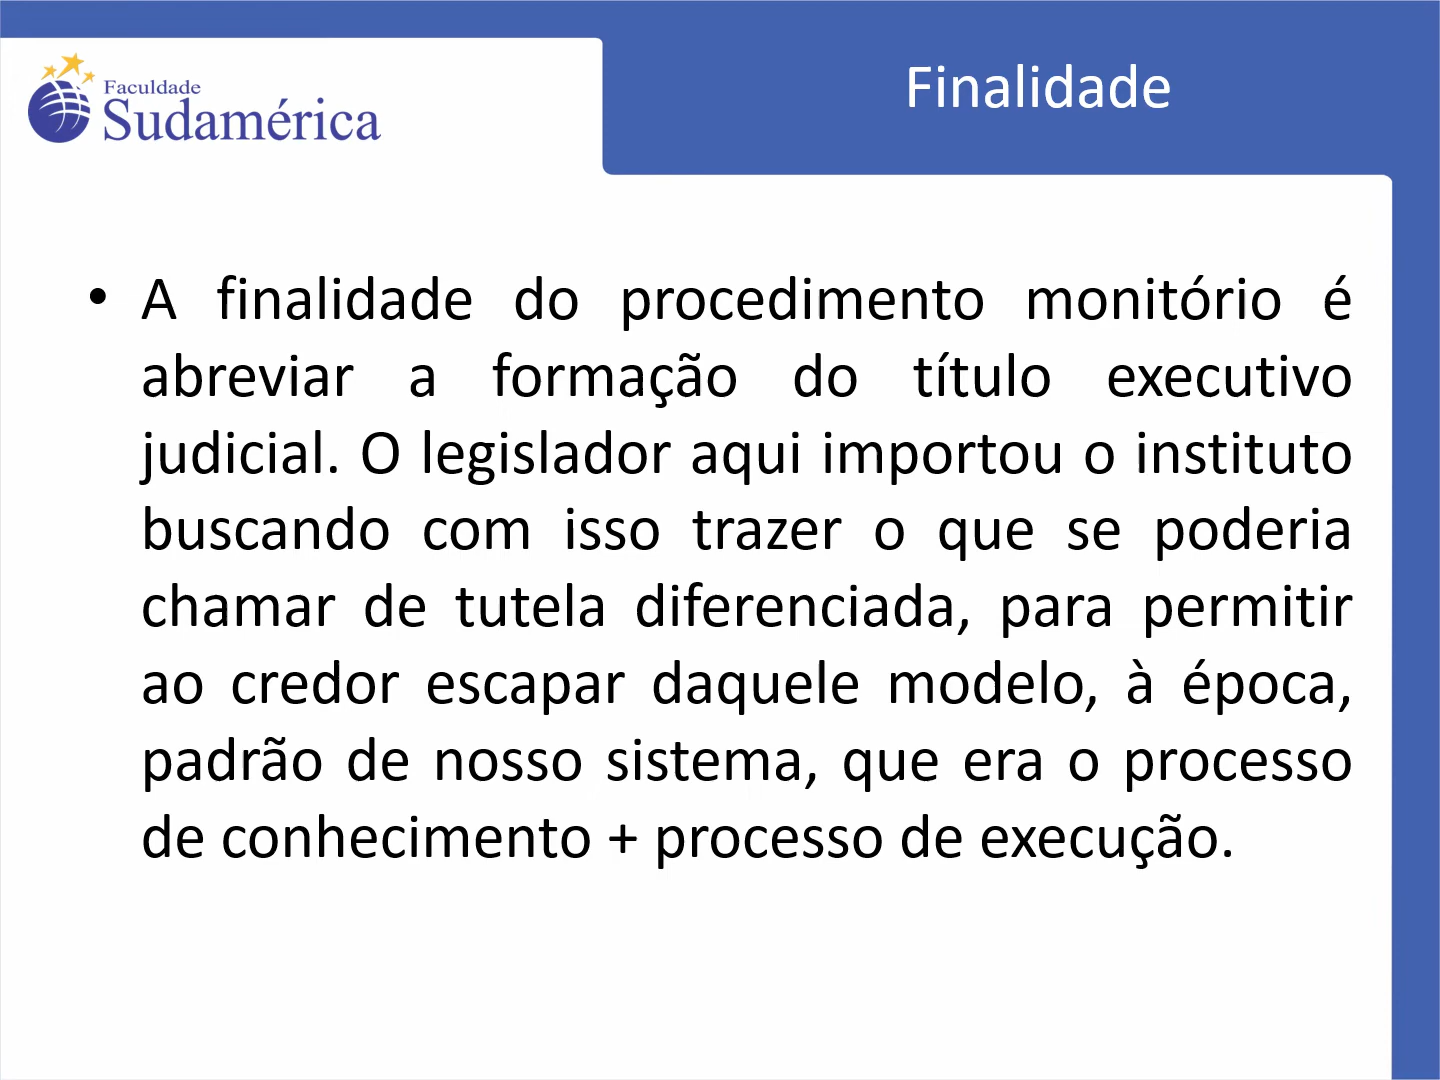 Faculdade
Sudamérica
Finalidade
• A finalidade do procedimento monitório é
abreviar a formação do título executivo
judicial. O legislador aqui importou o instituto
buscando com isso trazer o que se poderia
chamar de tutela diferenciada, para permitir
ao credor escapar daquele modelo, à época,
padrão de nosso sistema, que era o processo
de conhecimento + processo de execução.